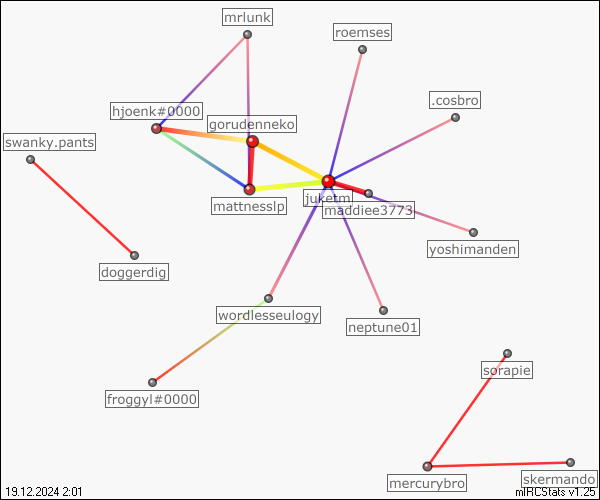 mrlunk
roemses
.cosbro
hjoenk#0000
gorudenneko
swanky.pants
juketm
mattnesslp
maddiee3773
yoshimanden
doggerdig
wordlesseulogy
neptune01
sorapie
froggyl#0000
mercurybro
skermando
19.12.2024 2:01
mIRCStats v1.25